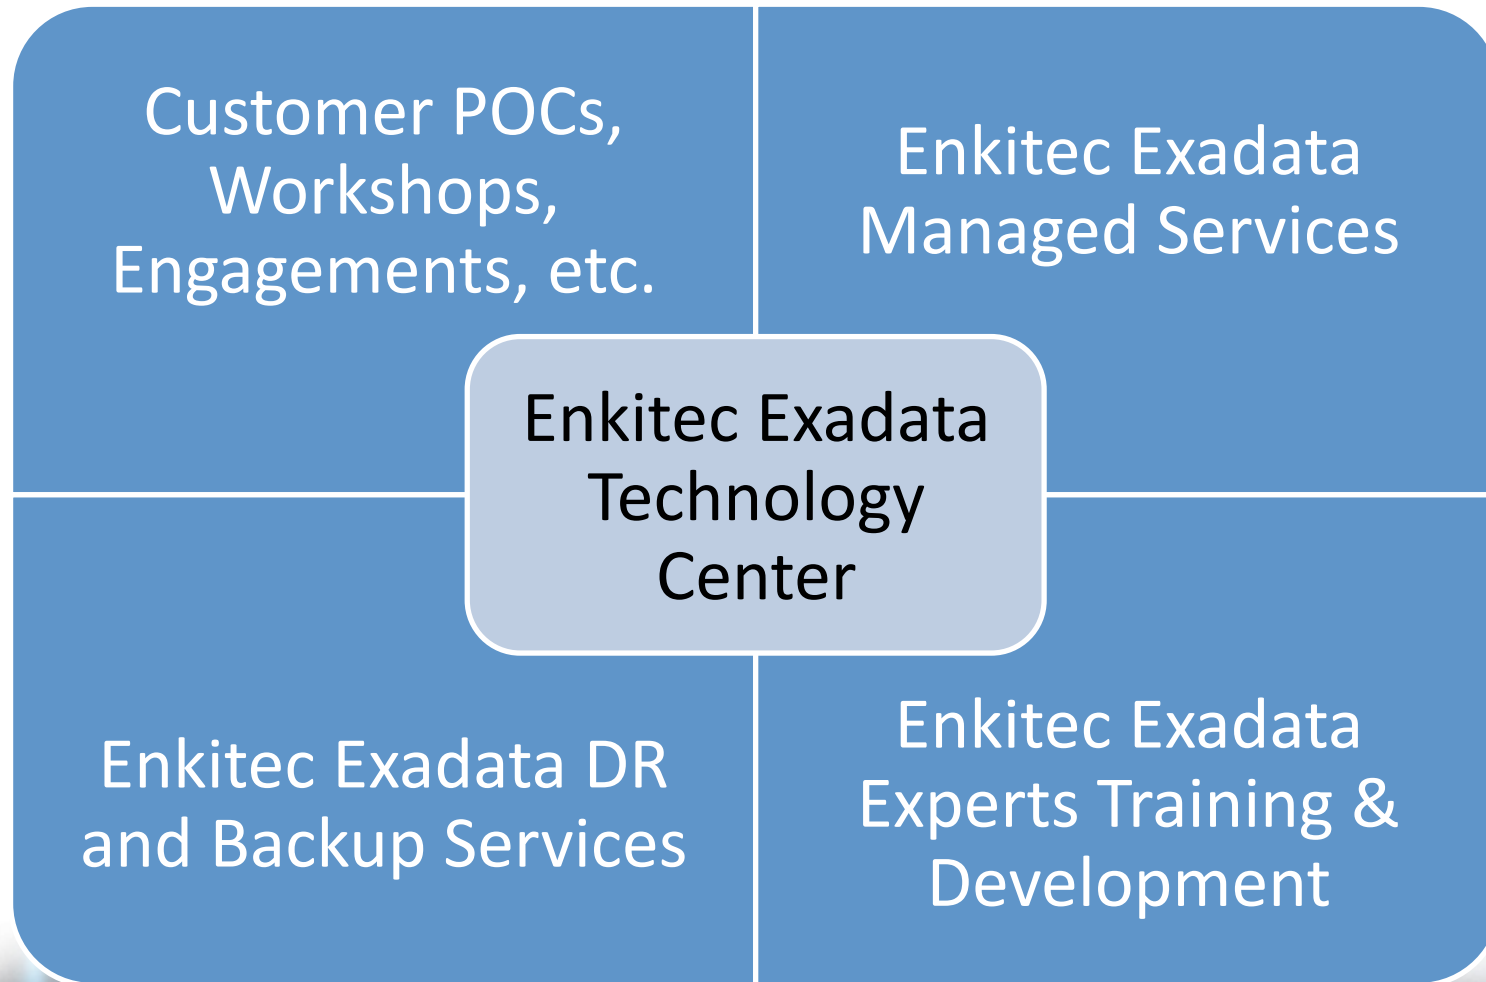 Customer POCs,
Workshops,
Engagements, etc.
Enkitec Exadata
Managed Services
Enkitec Exadata
Technology
Center
Enkitec Exadata DR
and Backup Services
Enkitec Exadata
Experts Training &
Development